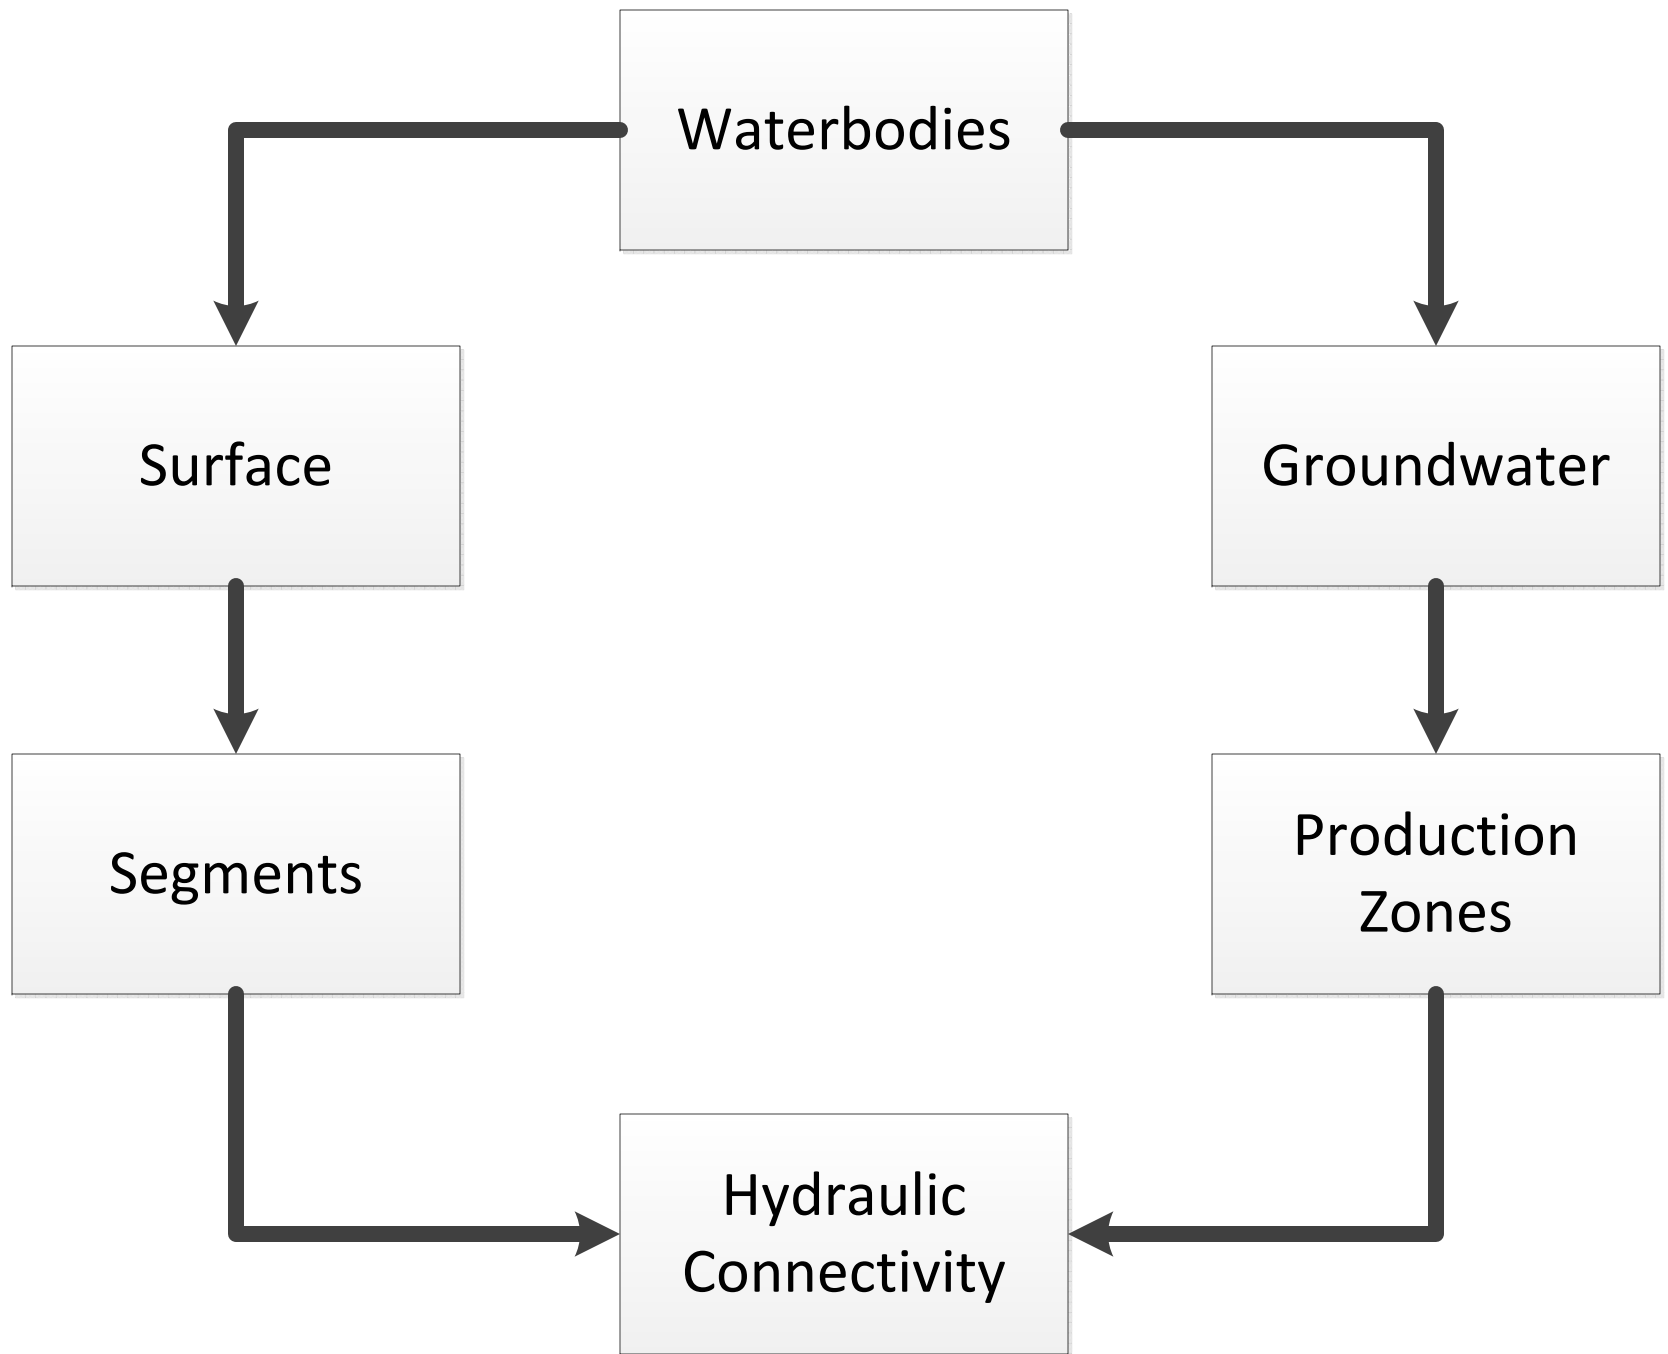 Waterbodies
Surface
Groundwater
Segments
Production
Zones
Hydraulic
Connectivity